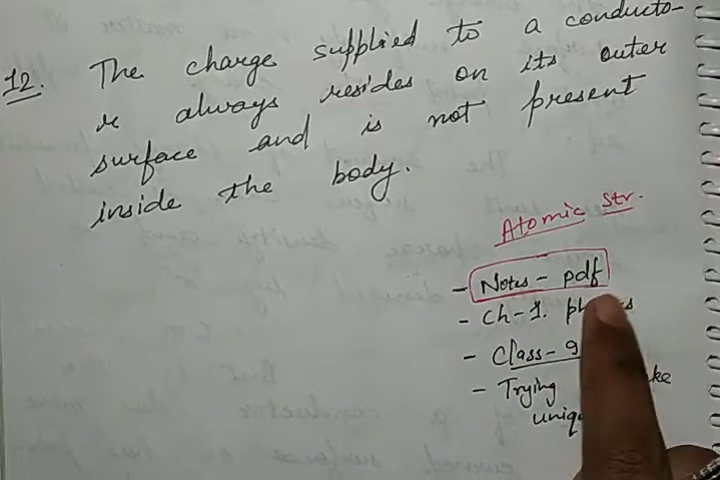 12. The charge supplied to a conducto-
r always resides on its outer
surface and is not present
inside the body.
Atomic str.
- Notes - pdf
- Ch-1.
- Class - 9
- Trying